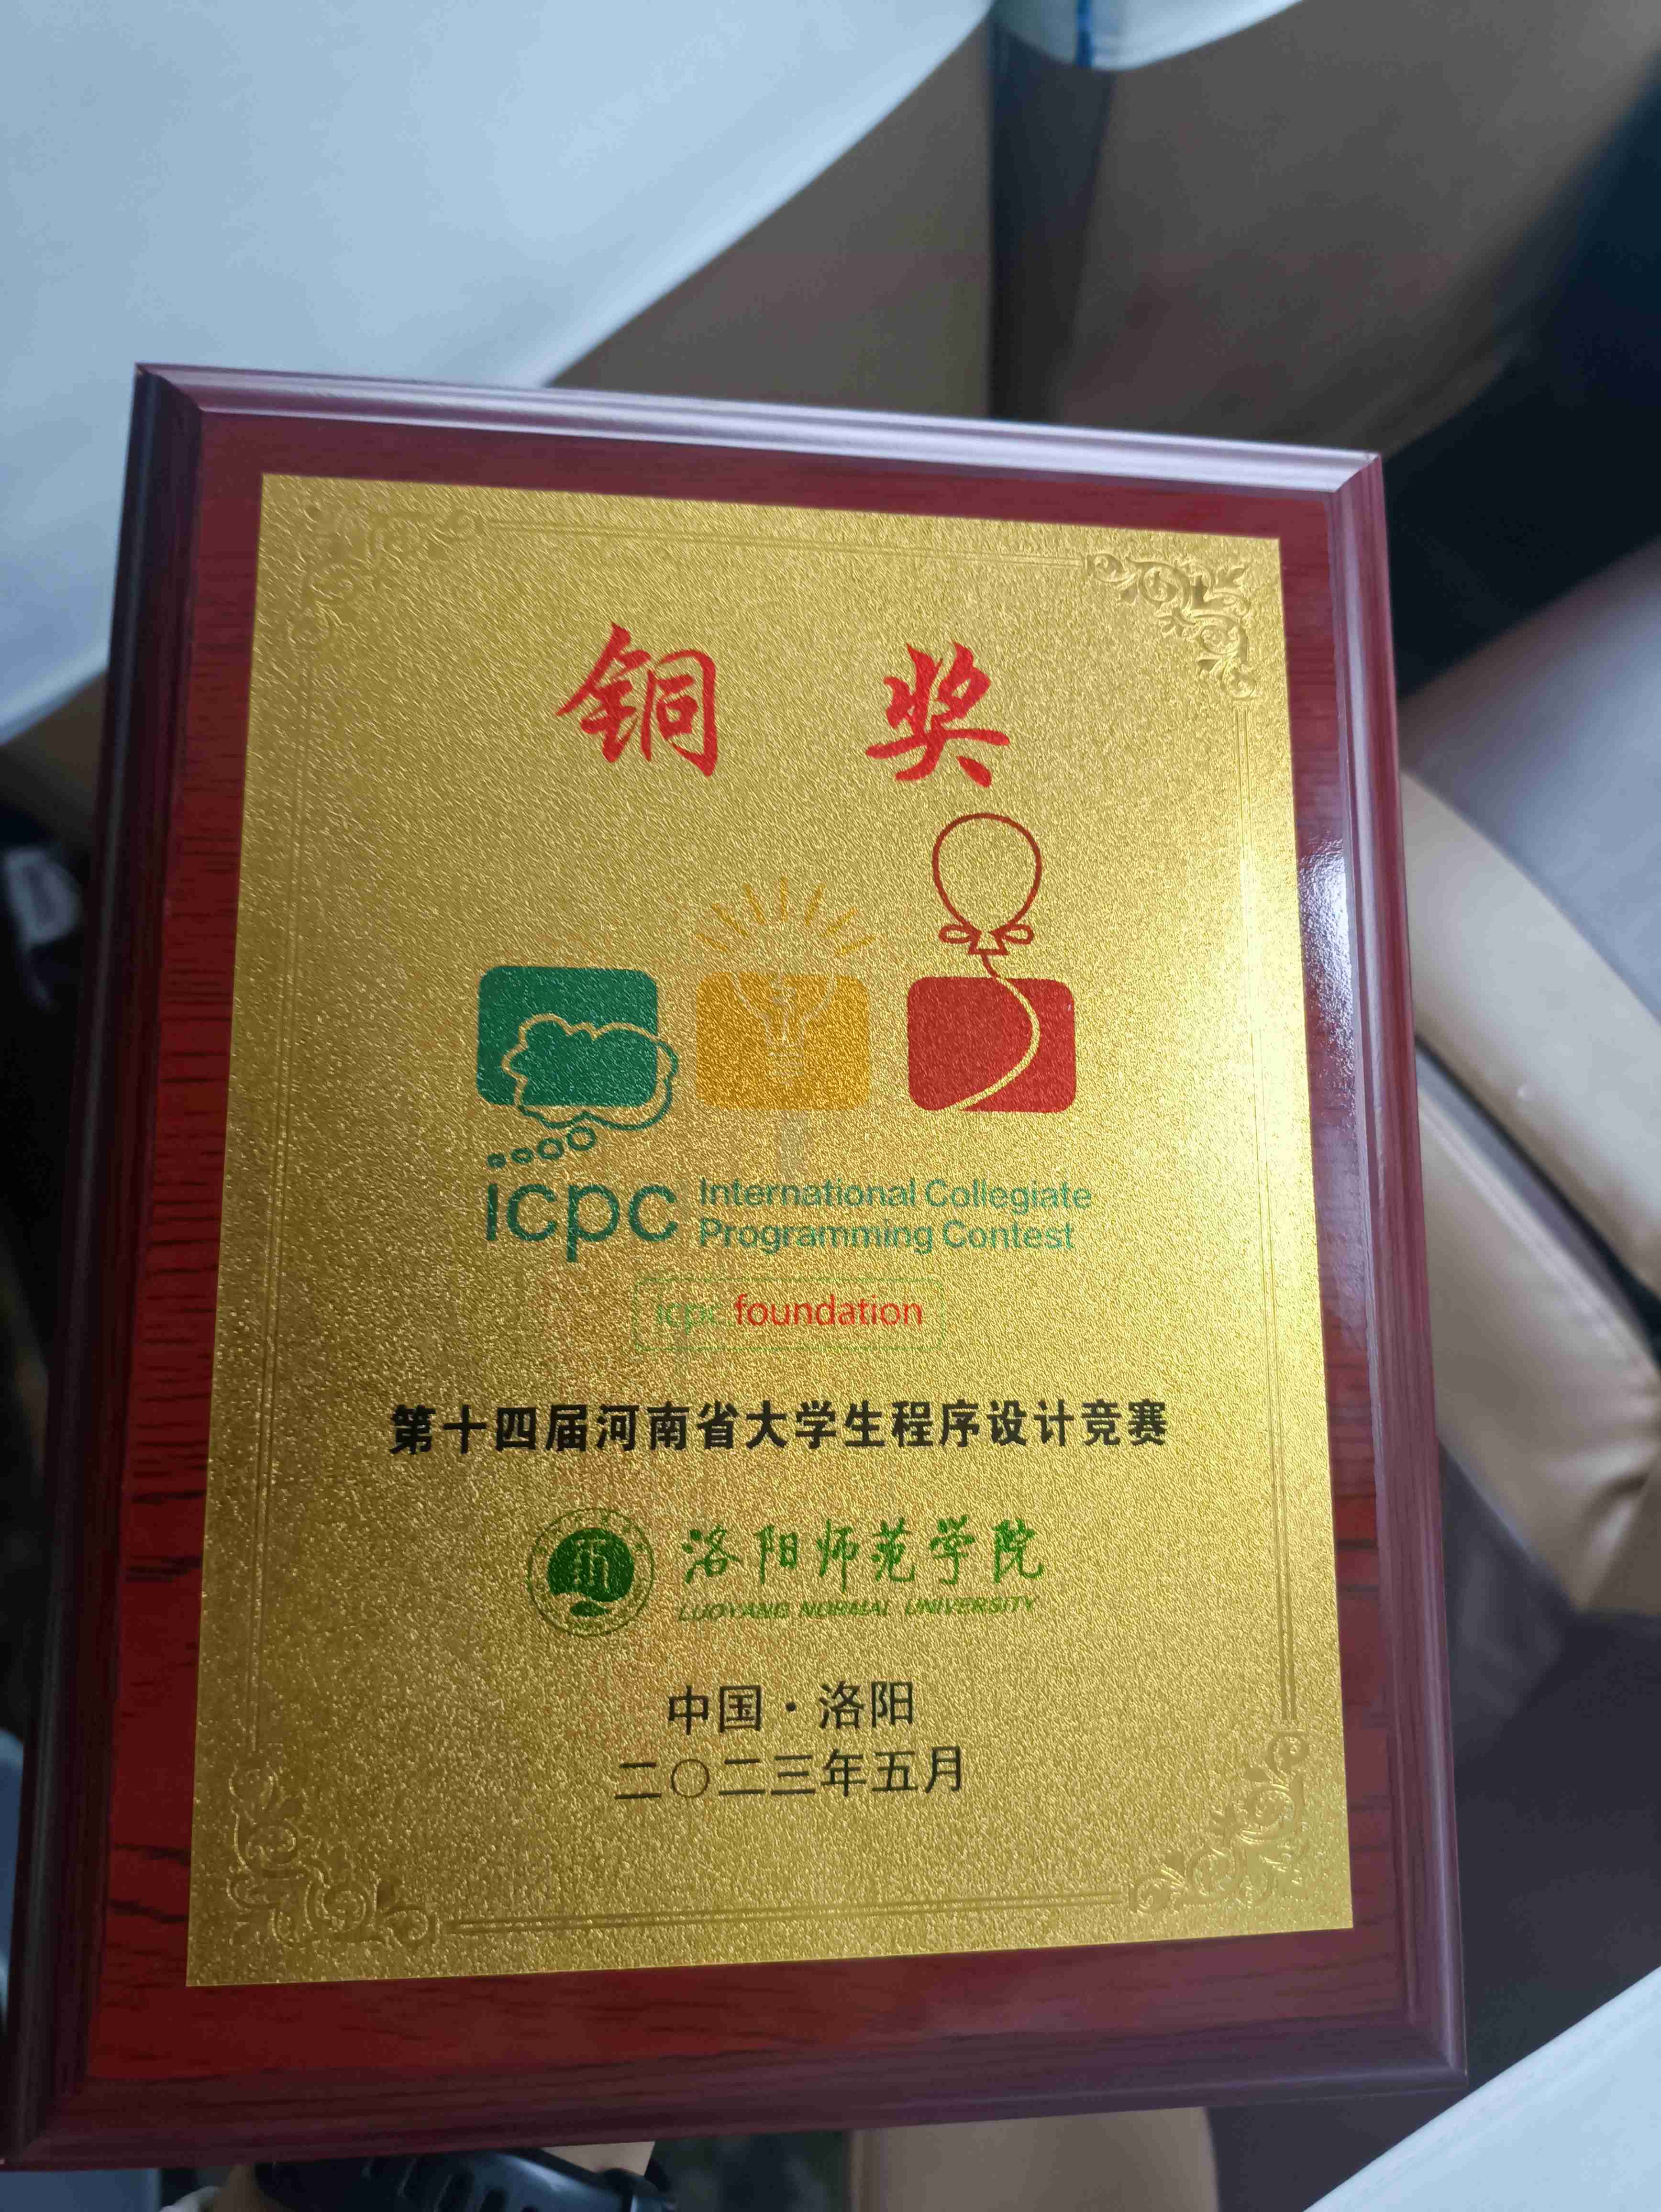 铜 奖
icpc International Collegiate
Programming Contest
icpc foundation
第十四届河南省大学生程序设计竞赛
洛阳师范学院
LUOYANG NORMAL UNIVERSITY
中国·洛阳
二〇二三年五月